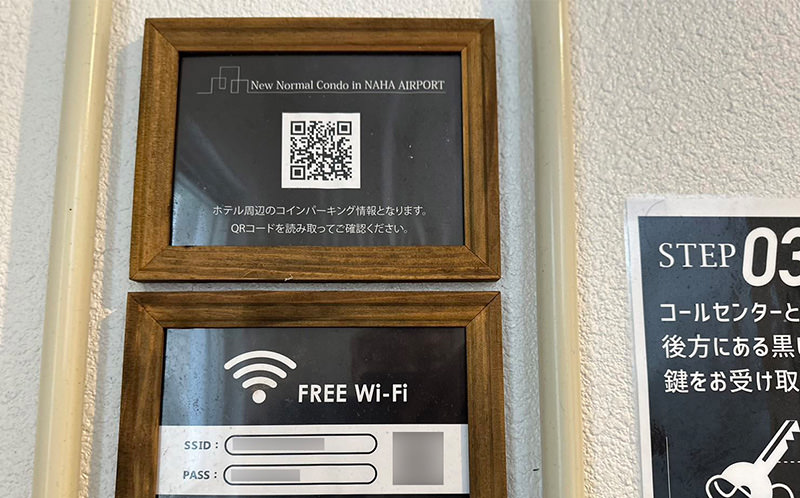 New Normal Condo in NAHA AIRPORT
ホテル周辺のコインパーキング情報となります。
QRコードを読み取ってご確認ください。
FREE Wi-Fi
SSID :
PASS :
STEP 03
コールセンターと
後方にある黒い
鍵をお受け取